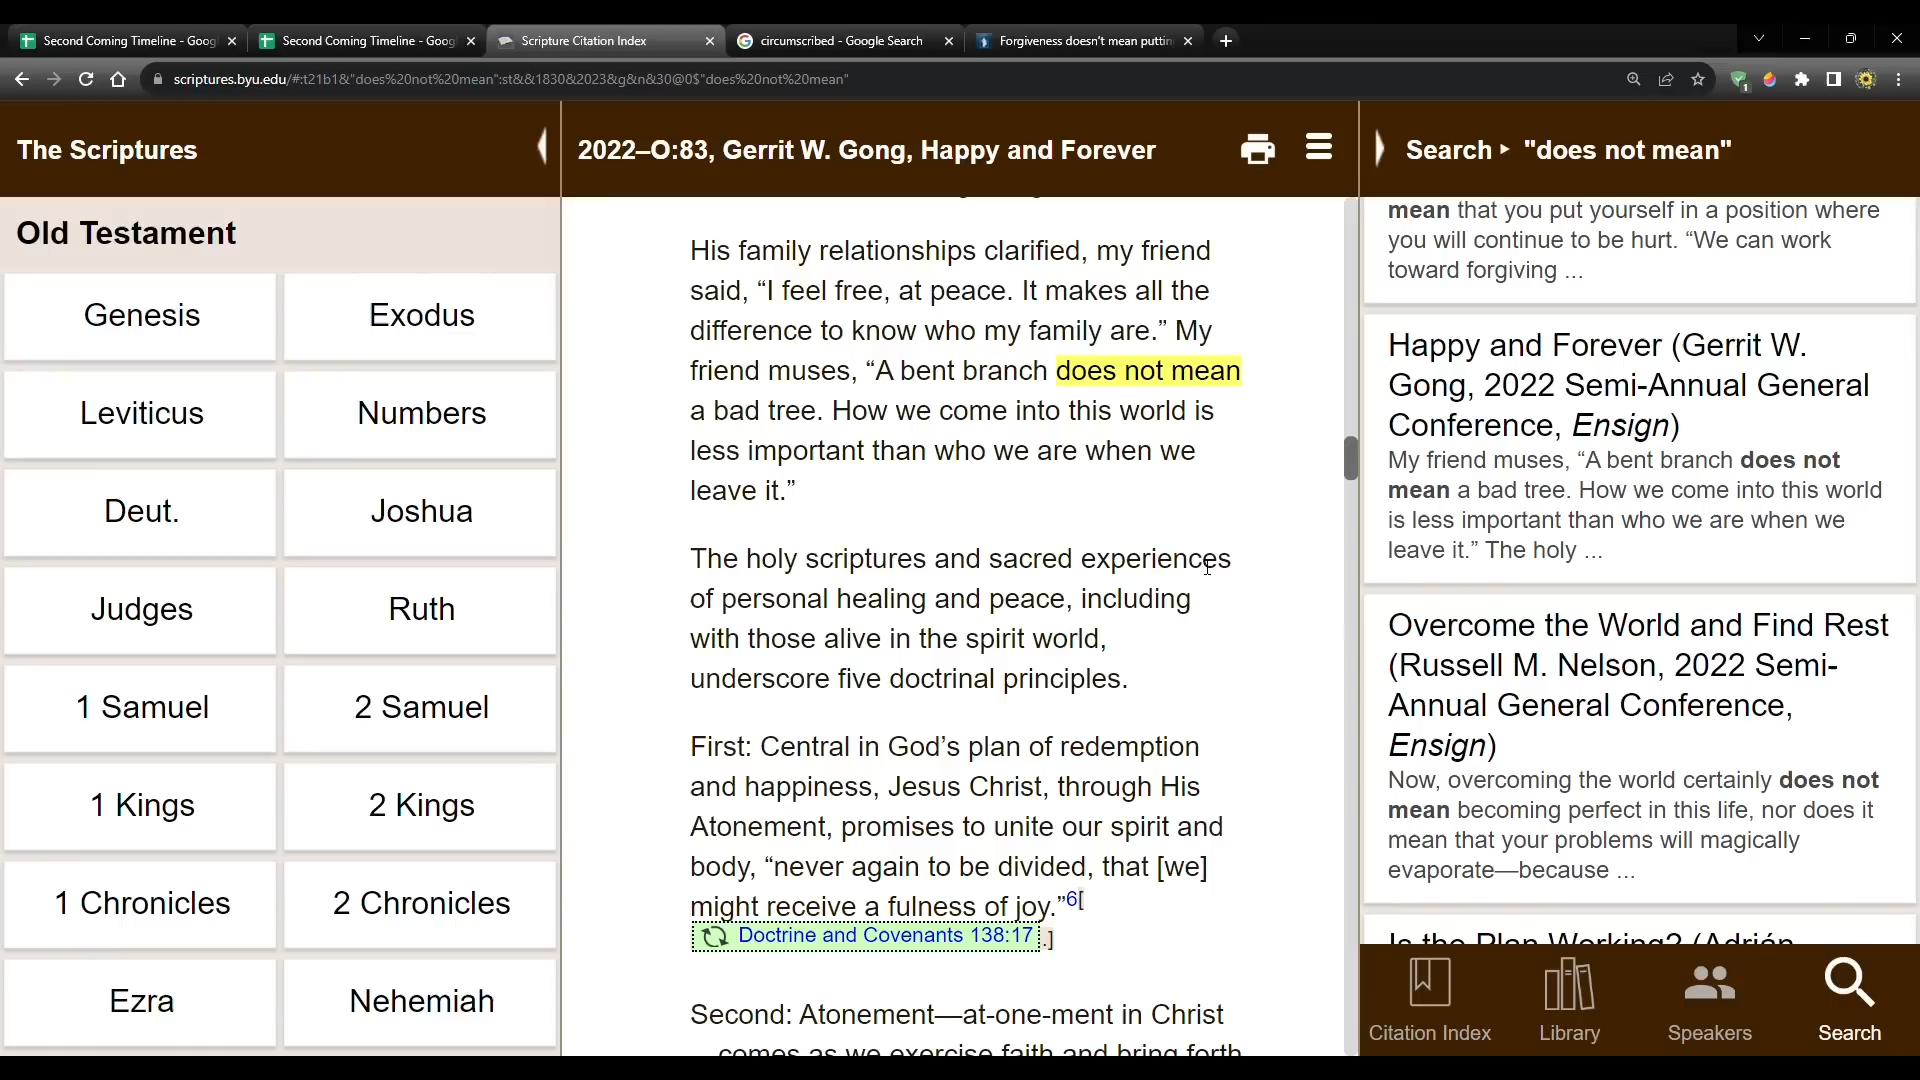 Second Coming Timeline - Goog
Second Coming Timeline - Goog
Scripture Citation Index
circumscribed - Google Search
Forgiveness doesn't mean puttin
scriptures.byu.edu/#:t21b1&"does%20not%20mean":st&&1830&2023&g&n&30@0$"does%20not%20mean"
1
The Scriptures
2022–O:83, Gerrit W. Gong, Happy and Forever
Search ▸ "does not mean"
Old Testament
Genesis
Exodus
Leviticus
Numbers
Deut.
Joshua
Judges
Ruth
1 Samuel
2 Samuel
1 Kings
2 Kings
1 Chronicles
2 Chronicles
Ezra
Nehemiah
His family relationships clarified, my friend
said, “I feel free, at peace. It makes all the
difference to know who my family are.” My
friend muses, “A bent branch does not mean
a bad tree. How we come into this world is
less important than who we are when we
leave it.”
The holy scriptures and sacred experiences
of personal healing and peace, including
with those alive in the spirit world,
underscore five doctrinal principles.
First: Central in God’s plan of redemption
and happiness, Jesus Christ, through His
Atonement, promises to unite our spirit and
body, “never again to be divided, that [we]
might receive a fulness of joy.”6[
Doctrine and Covenants 138:17.]
Second: Atonement—at-one-ment in Christ
comes as we exercise faith and bring forth
mean that you put yourself in a position where
you will continue to be hurt. “We can work
toward forgiving ...
Happy and Forever (Gerrit W.
Gong, 2022 Semi-Annual General
Conference, Ensign)
My friend muses, “A bent branch does not
mean a bad tree. How we come into this world
is less important than who we are when we
leave it.” The holy ...
Overcome the World and Find Rest
(Russell M. Nelson, 2022 Semi-
Annual General Conference,
Ensign)
Now, overcoming the world certainly does not
mean becoming perfect in this life, nor does it
mean that your problems will magically
evaporate—because ...
Is the Plan Working? (Adrián
Citation Index
Library
Speakers
Search